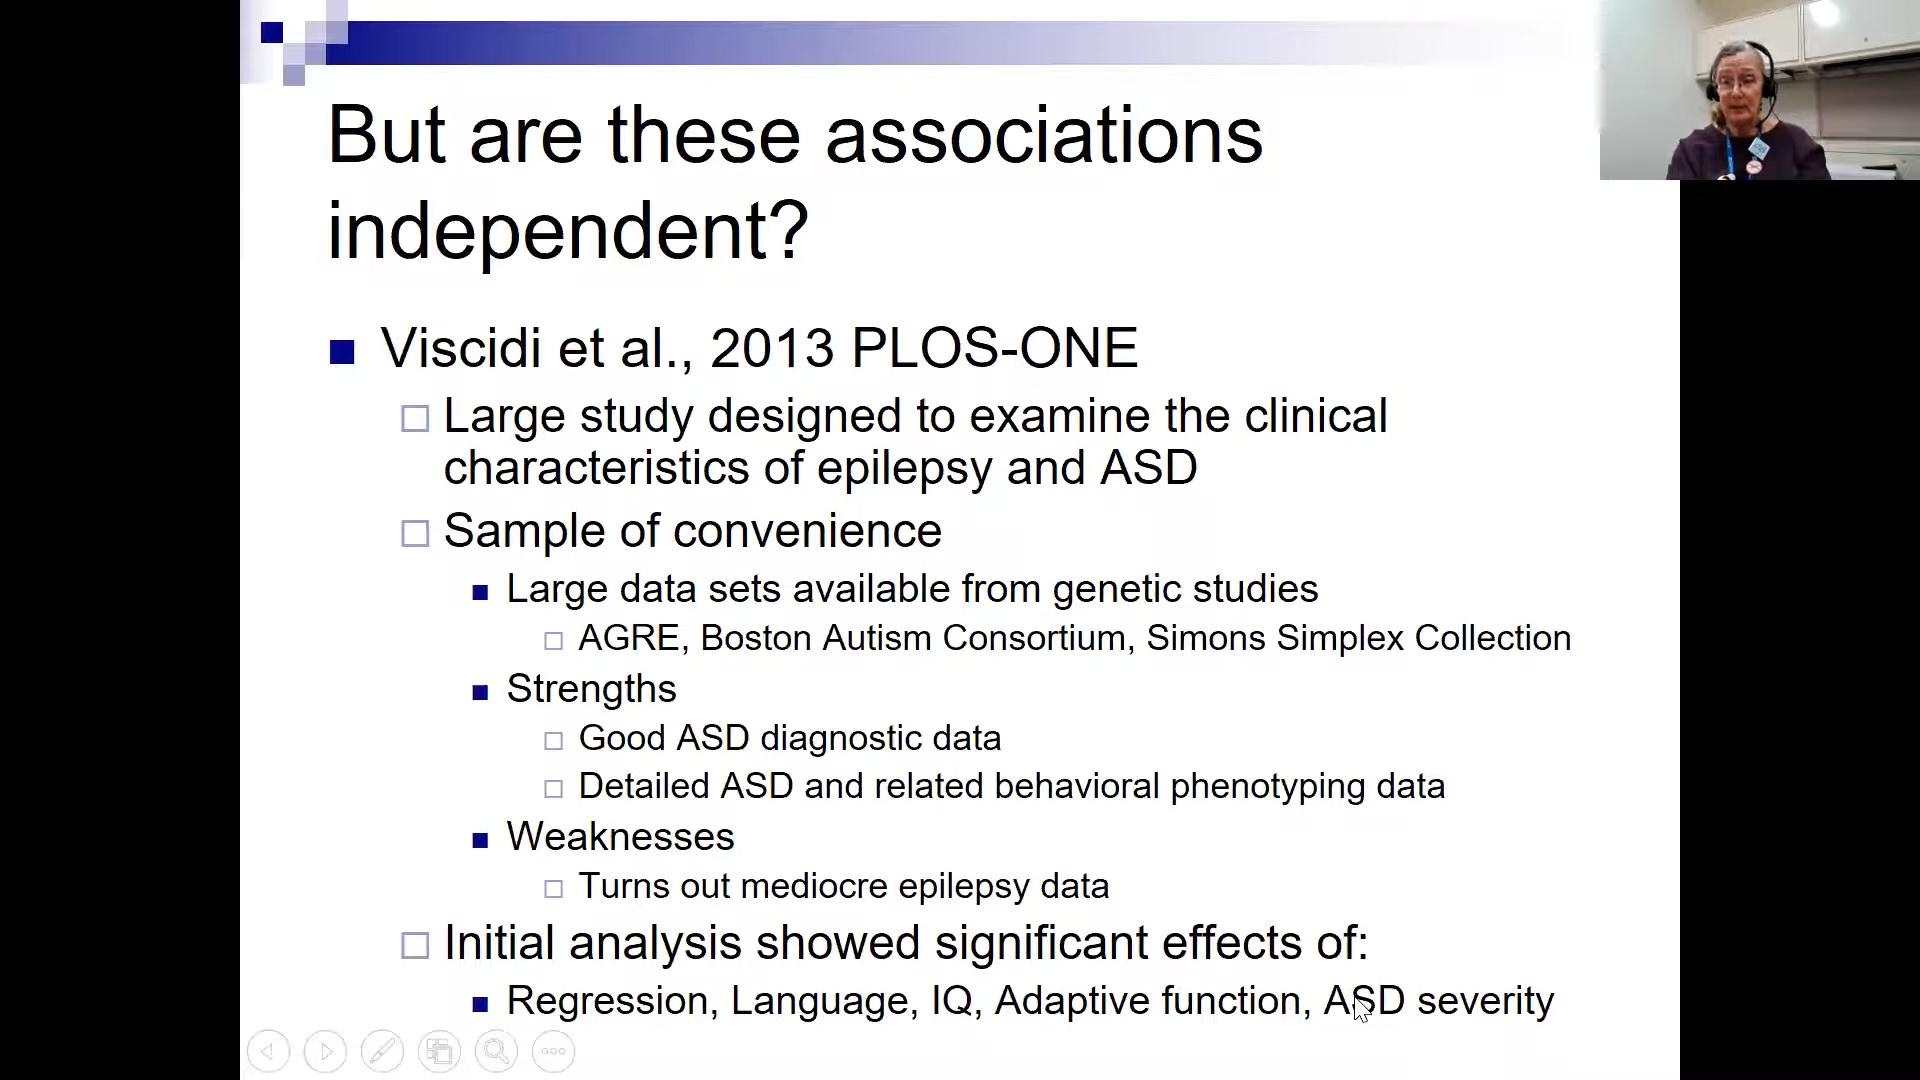 But are these associations
independent?
Viscidi et al., 2013 PLOS-ONE
Large study designed to examine the clinical
characteristics of epilepsy and ASD
Sample of convenience
Large data sets available from genetic studies
AGRE, Boston Autism Consortium, Simons Simplex Collection
Strengths
Good ASD diagnostic data
Detailed ASD and related behavioral phenotyping data
Weaknesses
Turns out mediocre epilepsy data
Initial analysis showed significant effects of:
Regression, Language, IQ, Adaptive function, ASD severity